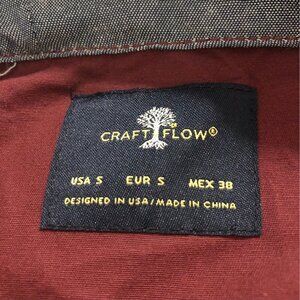 CRAFT FLOW®
USA S EUR S MEX 38
DESIGNED IN USA/MADE IN CHINA